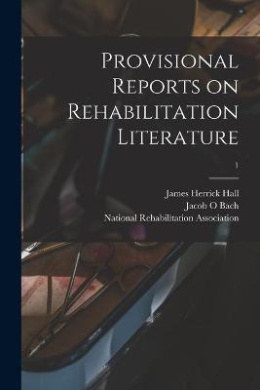 Provisional
Reports on
Rehabilitation
Literature
1
James Herrick Hall
Jacob O Bach
National Rehabilitation Association